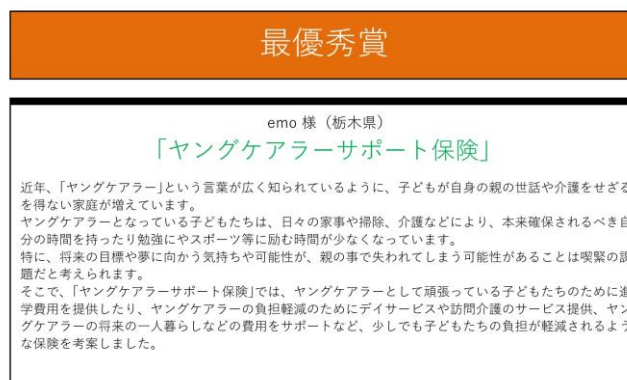 最優秀賞
emo 様（栃木県）
「ヤングケアラーサポート保険」
近年、「ヤングケアラー」という言葉が広く知られているように、子どもが自身の親の世話や介護をせざる
を得ない家庭が増えています。
ヤングケアラーとなっている子どもたちは、日々の家事や掃除、介護などにより、本来確保されるべき自
分の時間を持ったり勉強にやスポーツ等に励む時間が少なくなっています。
特に、将来の目標や夢に向かう気持ちや可能性が、親の事で失われてしまう可能性があることは喫緊の課
題だと考えられます。
そこで、「ヤングケアラーサポート保険」では、ヤングケアラーとして頑張っている子どもたちのために進
学費用を提供したり、ヤングケアラーの負担軽減のためにデイサービスや訪問介護のサービス提供、ヤン
グケアラーの将来の一人暮らしなどの費用をサポートなど、少しでも子どもたちの負担が軽減されるよう
な保険を考案しました。